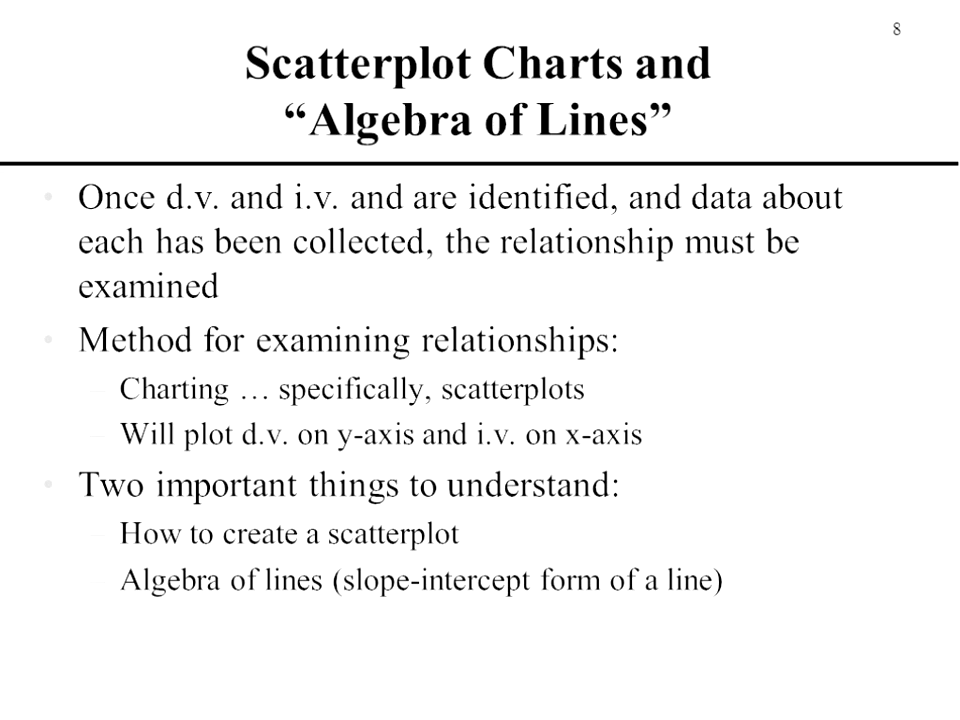 8
Scatterplot Charts and
“Algebra of Lines”
• Once d.v. and i.v. and are identified, and data about
each has been collected, the relationship must be
examined
• Method for examining relationships:
– Charting … specifically, scatterplots
– Will plot d.v. on y-axis and i.v. on x-axis
• Two important things to understand:
– How to create a scatterplot
– Algebra of lines (slope-intercept form of a line)